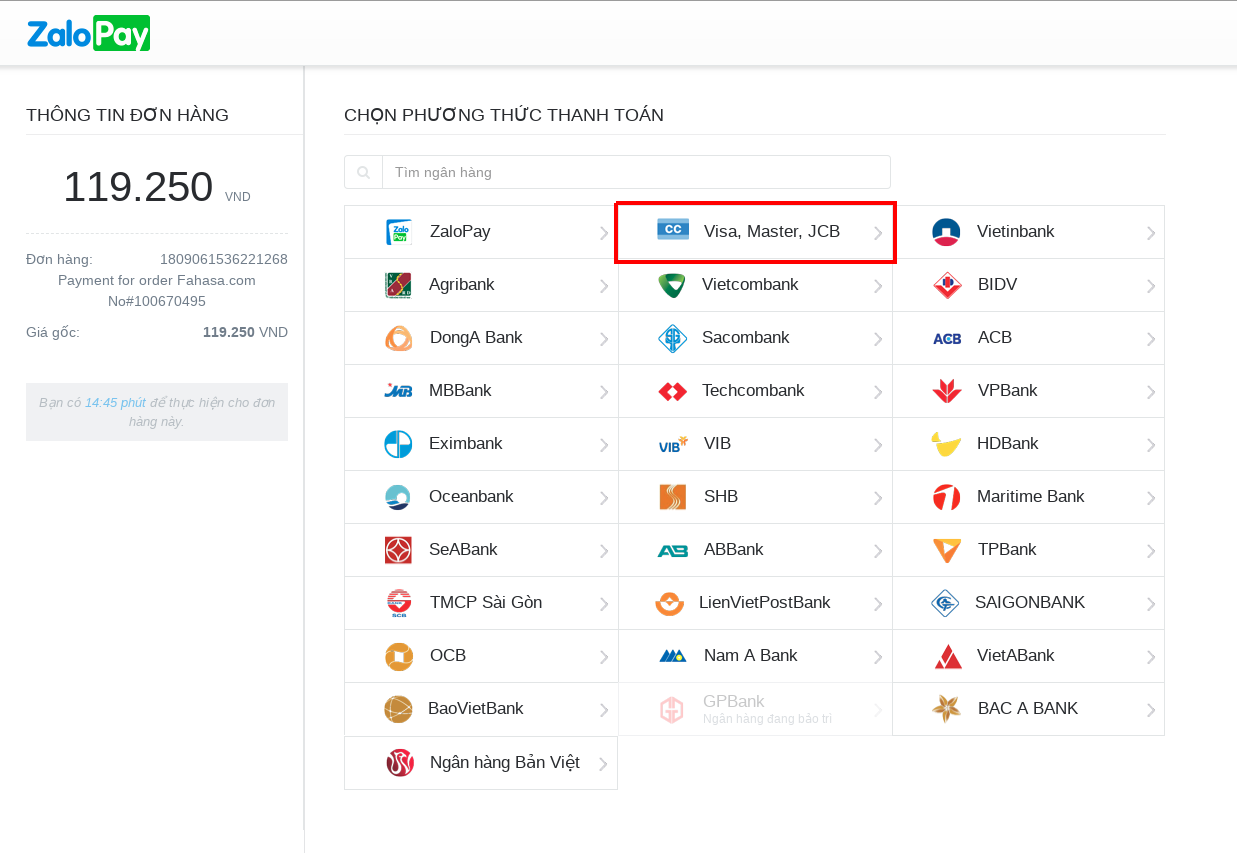 ZaloPay
THÔNG TIN ĐƠN HÀNG
119.250 VND
Đơn hàng: 1809061536221268
Payment for order Fahasa.com
No#100670495
Giá gốc: 119.250 VND
Bạn có 14:45 phút để thực hiện cho đơn
hàng này.
CHỌN PHƯƠNG THỨC THANH TOÁN
Tìm ngân hàng
Zalo
Pay
ZaloPay
CC
Visa, Master, JCB
Vietinbank
Agribank
Vietcombank
BIDV
DongA Bank
Sacombank
ACB
ACB
MB
MBBank
Techcombank
VPBank
Eximbank
VIB
VIB
HDBank
Oceanbank
SHB
Maritime Bank
SeABank
AB
ABBank
TPBank
SCB
TMCP Sài Gòn
LienVietPostBank
SAIGONBANK
OCB
Nam A Bank
VietABank
BaoVietBank
GPBank
Ngân hàng đang bảo trì
BAC A BANK
Ngân hàng Bản Việt